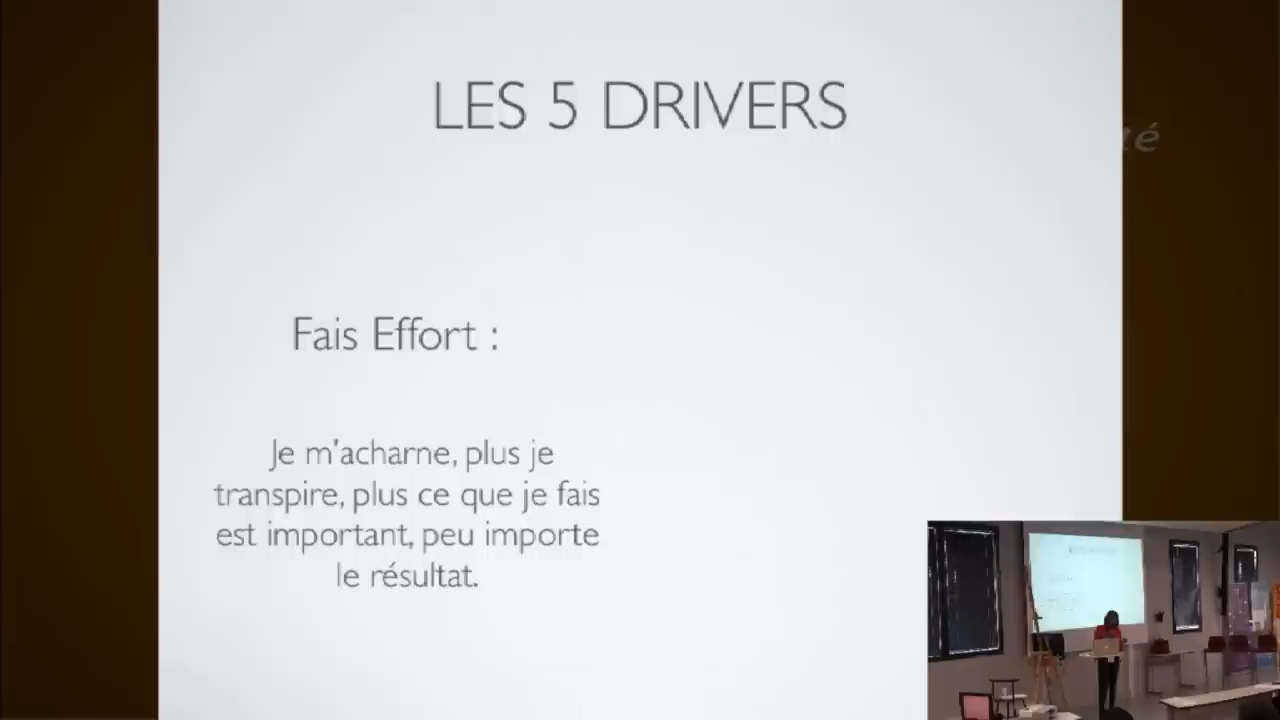 LES 5 DRIVERS
té
Fais Effort :
Je m'acharne, plus je
transpire, plus ce que je fais
est important, peu importe
le résultat.